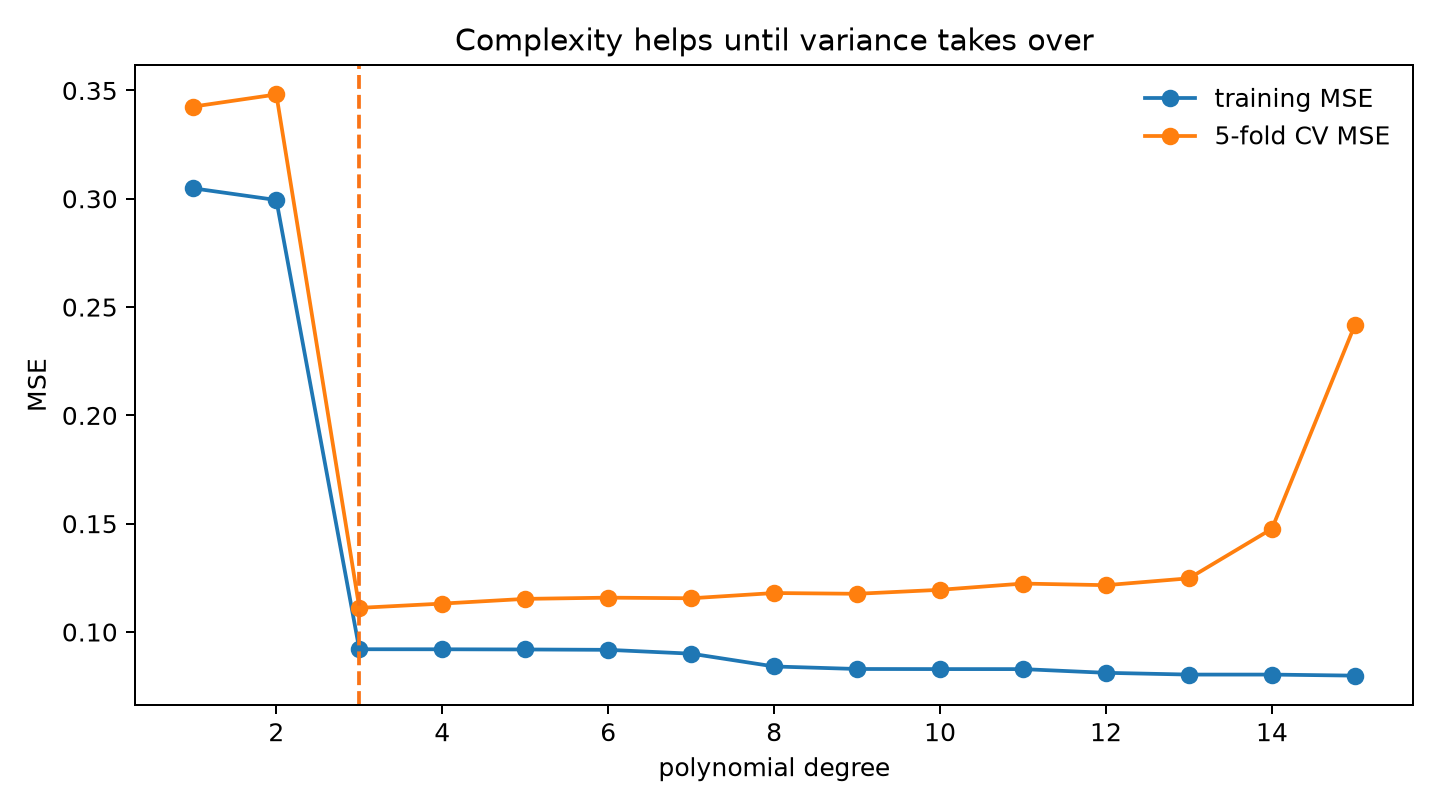 Complexity helps until variance takes over
training MSE
5-fold CV MSE
MSE
0.35
0.30
0.25
0.20
0.15
0.10
2 4 6 8 10 12 14
polynomial degree